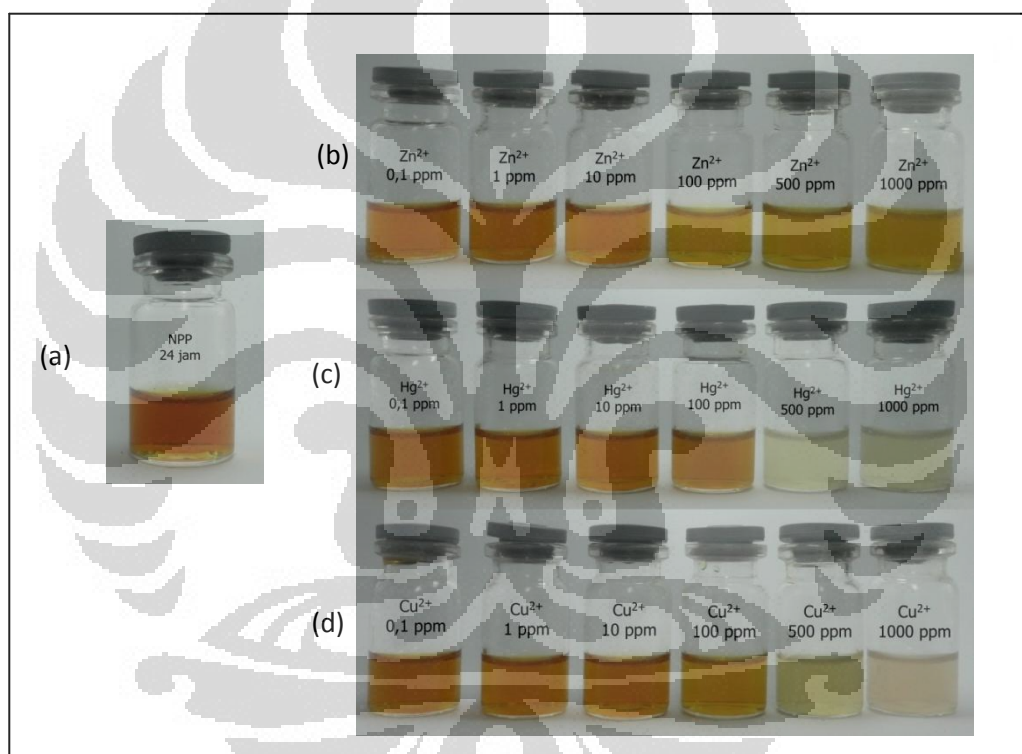 (a)
NPP
24 jam
(b)
Zn²⁺
0,1 ppm
Zn²⁺
1 ppm
Zn²⁺
10 ppm
Zn²⁺
100 ppm
Zn²⁺
500 ppm
Zn²⁺
1000 ppm
(c)
Hg²⁺
0,1 ppm
Hg²⁺
1 ppm
Hg²⁺
10 ppm
Hg²⁺
100 ppm
Hg²⁺
500 ppm
Hg²⁺
1000 ppm
(d)
Cu²⁺
0,1 ppm
Cu²⁺
1 ppm
Cu²⁺
10 ppm
Cu²⁺
100 ppm
Cu²⁺
500 ppm
Cu²⁺
1000 ppm